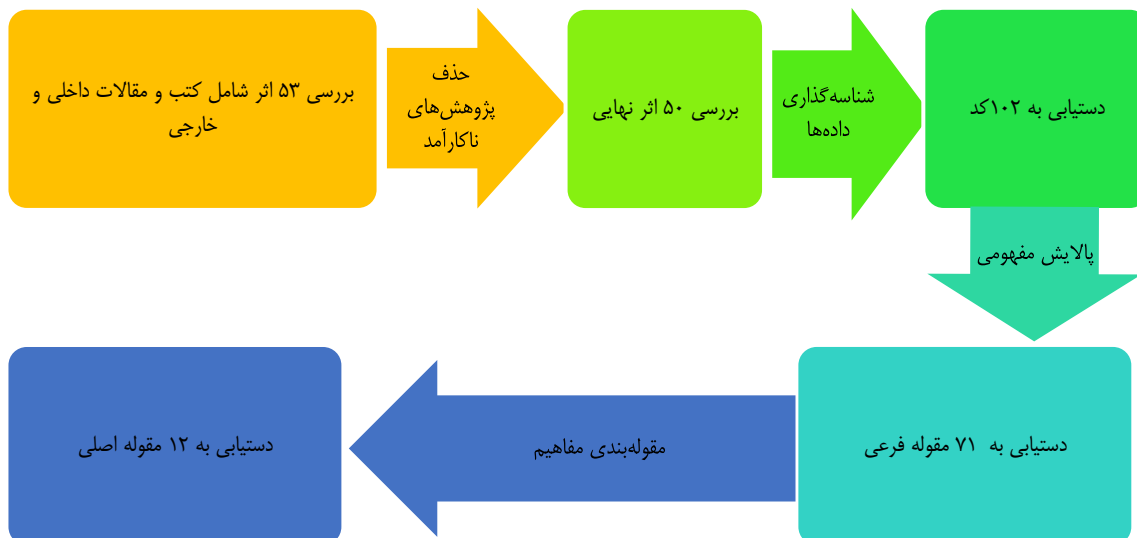 بررسی ۵۳ اثر شامل کتب و مقالات داخلی و
خارجی
حذف
پژوهش‌های
ناکارآمد
بررسی ۵۰ اثر نهایی
شناسه‌گذاری
داده‌ها
دستیابی به ۱۰۲کد
پالایش مفهومی
دستیابی به ۷۱ مقوله فرعی
مقوله‌بندی مفاهیم
دستیابی به ۱۲ مقوله اصلی